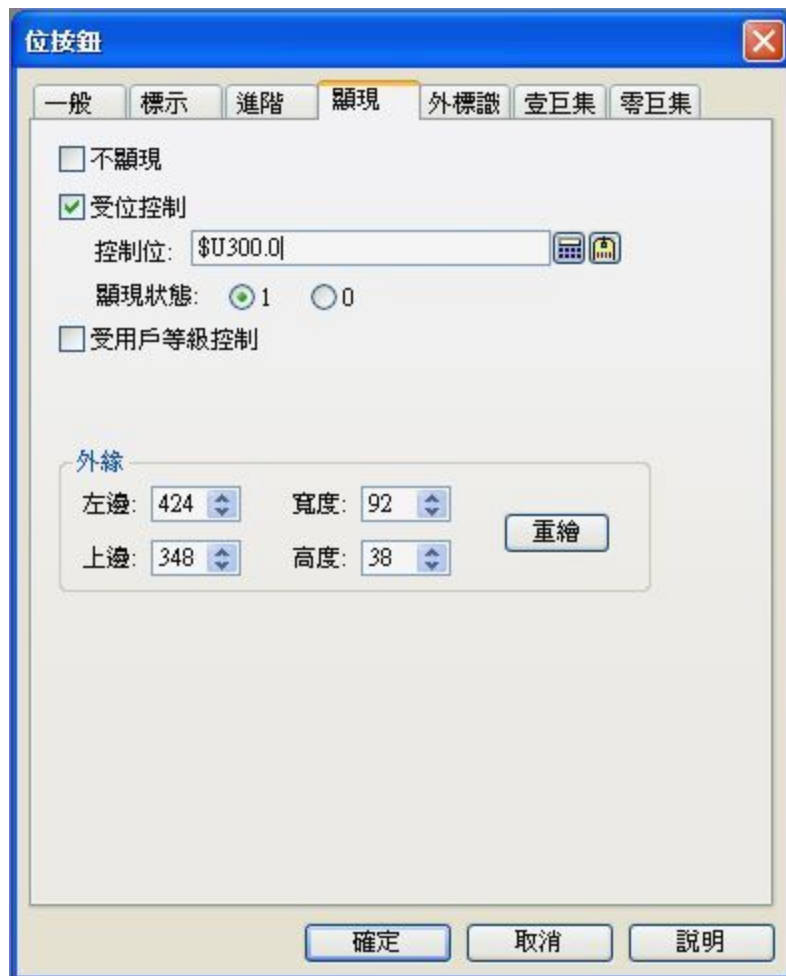 位按鈕
一般 標示 進階 顯現 外標識 壹巨集 零巨集
不顯現
受位控制
控制位: $U300.0
顯現狀態: 1 0
受用戶等級控制
外緣
左邊: 424 寬度: 92 重繪
上邊: 348 高度: 38
確定 取消 說明